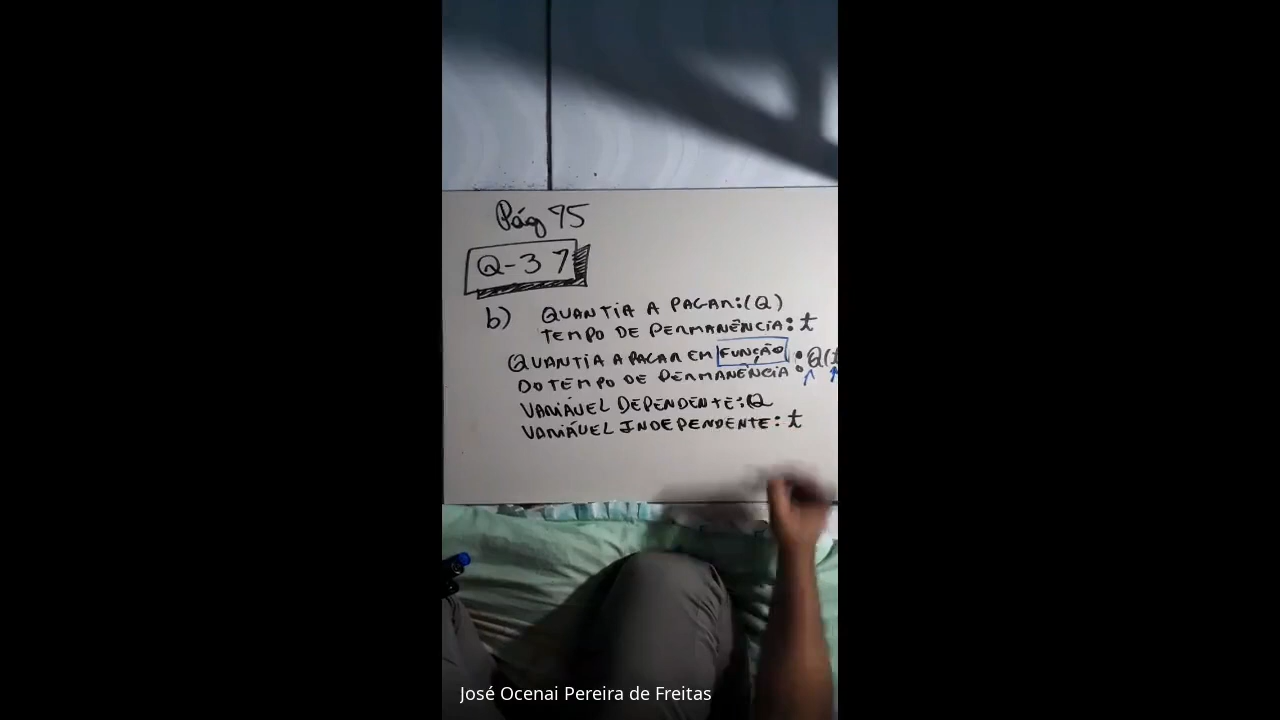 Pág 75
Q-37
b) QUANTIA A PAGAR:(Q)
TEMPO DE PERMANÊNCIA: t
QUANTIA A PAGAR EM FUNÇÃO
DO TEMPO DE PERMANÊNCIA : Q(t
VARIÁVEL DEPENDENTE: Q
VARIÁVEL INDEPENDENTE: t
José Ocenai Pereira de Freitas